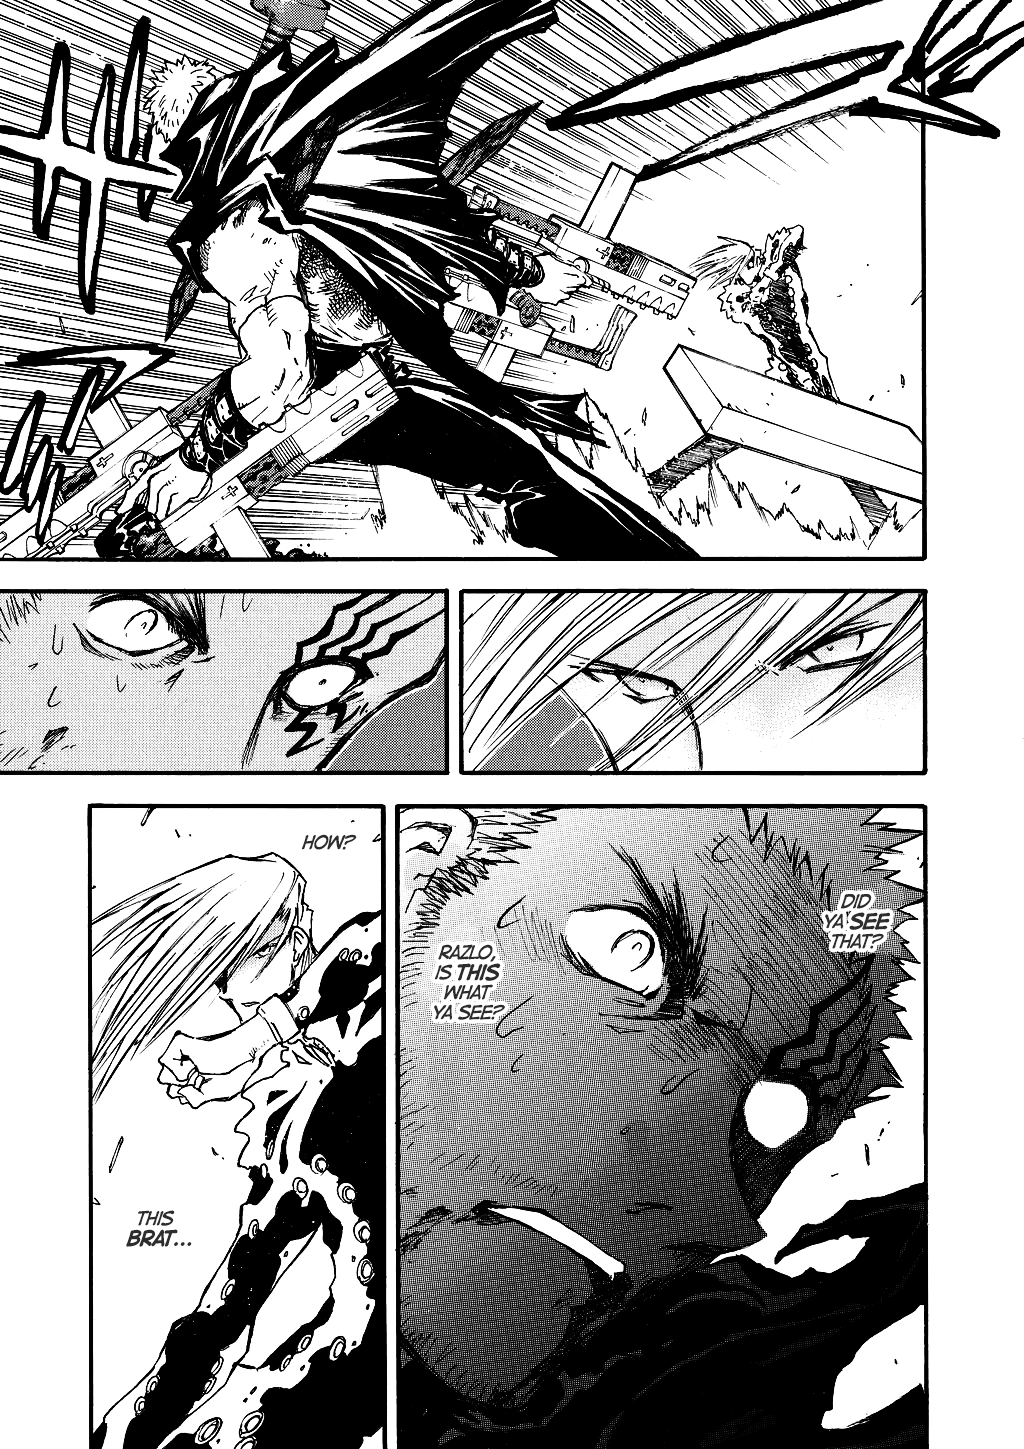 DID
YA SEE
THAT?
RAZLO,
IS THIS
WHAT
YA SEE?
HOW?
THIS
BRAT...